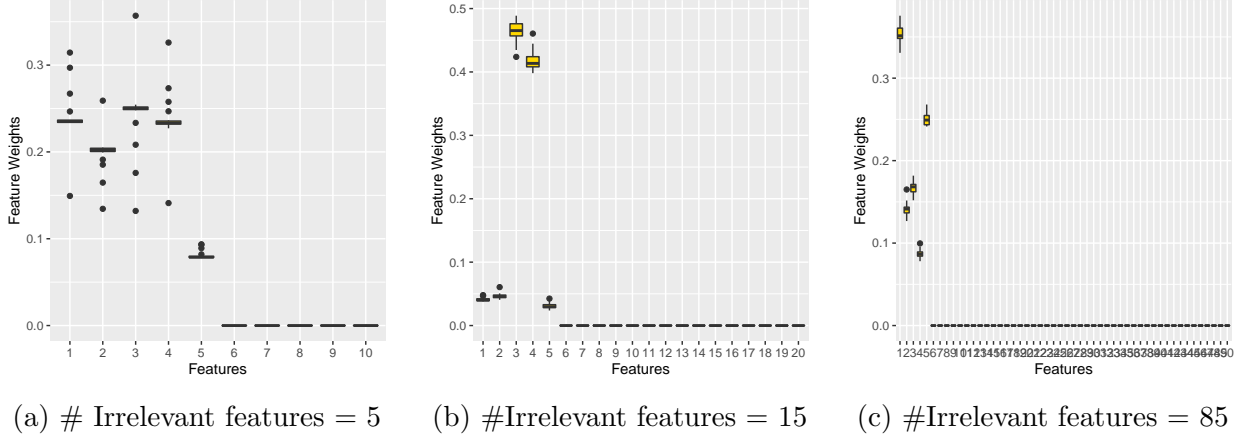 0.5
0.4
0.3
0.2
0.1
0.0
Feature Weights
1 2 3 4 5 6 7 8 9 10
Features
0.3
0.2
0.1
0.0
Feature Weights
1 2 3 4 5 6 7 8 9 10 11 12 13 14 15 16 17 18 19 20
Features
0.3
0.2
0.1
0.0
Feature Weights
Features
(a) # Irrelevant features = 5
(b) #Irrelevant features = 15
(c) #Irrelevant features = 85